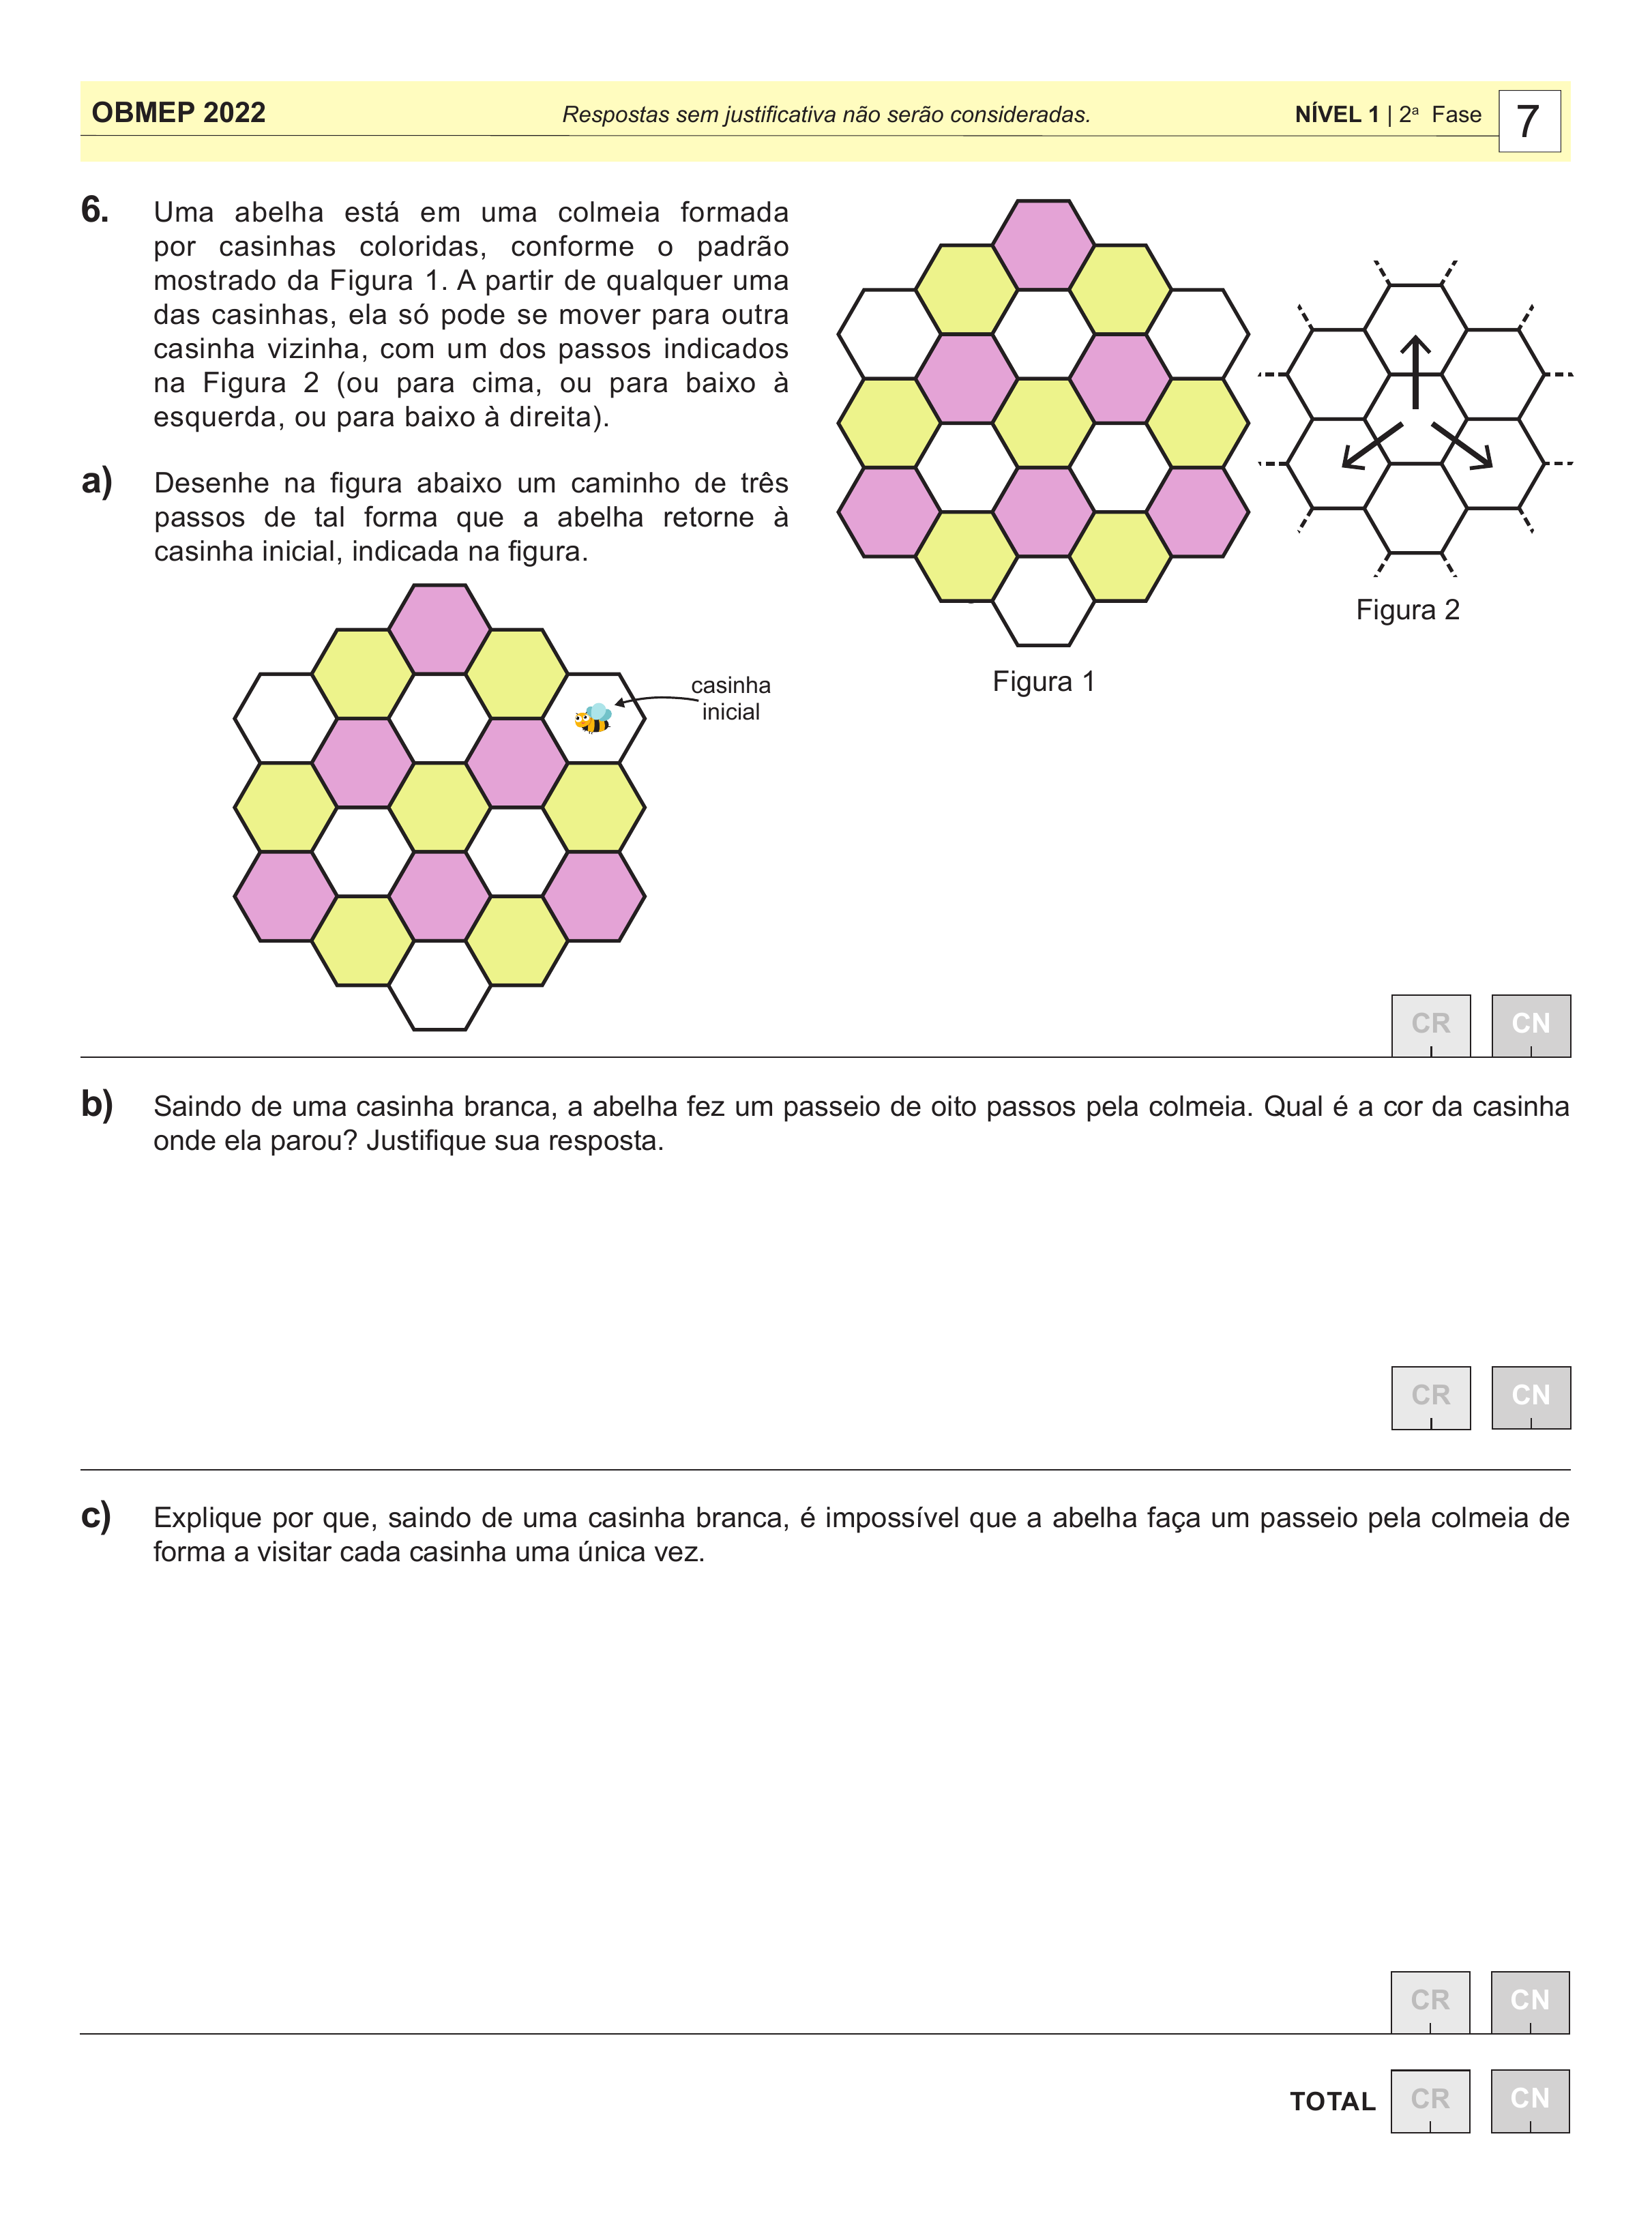 OBMEP 2022
Respostas sem justificativa não serão consideradas.
NÍVEL 1 | 2ª Fase
7
6. Uma abelha está em uma colmeia formada
por casinhas coloridas, conforme o padrão
mostrado da Figura 1. A partir de qualquer uma
das casinhas, ela só pode se mover para outra
casinha vizinha, com um dos passos indicados
na Figura 2 (ou para cima, ou para baixo à
esquerda, ou para baixo à direita).
Figura 1
Figura 2
a) Desenhe na figura abaixo um caminho de três
passos de tal forma que a abelha retorne à
casinha inicial, indicada na figura.
casinha
inicial
CR CN
b) Saindo de uma casinha branca, a abelha fez um passeio de oito passos pela colmeia. Qual é a cor da casinha
onde ela parou? Justifique sua resposta.
CR CN
c) Explique por que, saindo de uma casinha branca, é impossível que a abelha faça um passeio pela colmeia de
forma a visitar cada casinha uma única vez.
CR CN
TOTAL CR CN